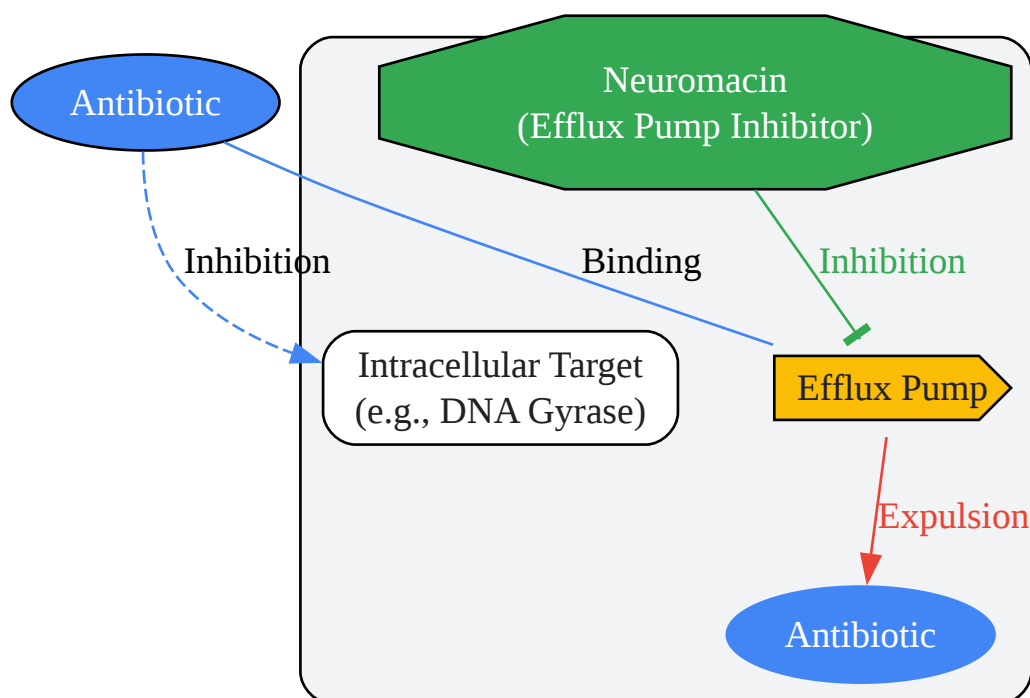 Antibiotic
Neuromacin
(Efflux Pump Inhibitor)
Inhibition
Binding
Inhibition
Intracellular Target
(e.g., DNA Gyrase)
Efflux Pump
Expulsion
Antibiotic